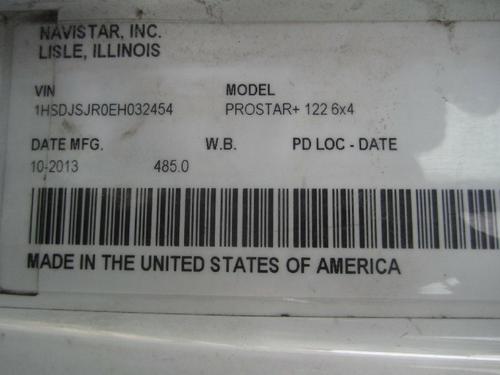 NAVISTAR, INC.
LISLE, ILLINOIS
VIN MODEL
1HSDJSJR0EH032454 PROSTAR+ 122 6x4
DATE MFG. W.B. PD LOC - DATE
10-2013 485.0
MADE IN THE UNITED STATES OF AMERICA